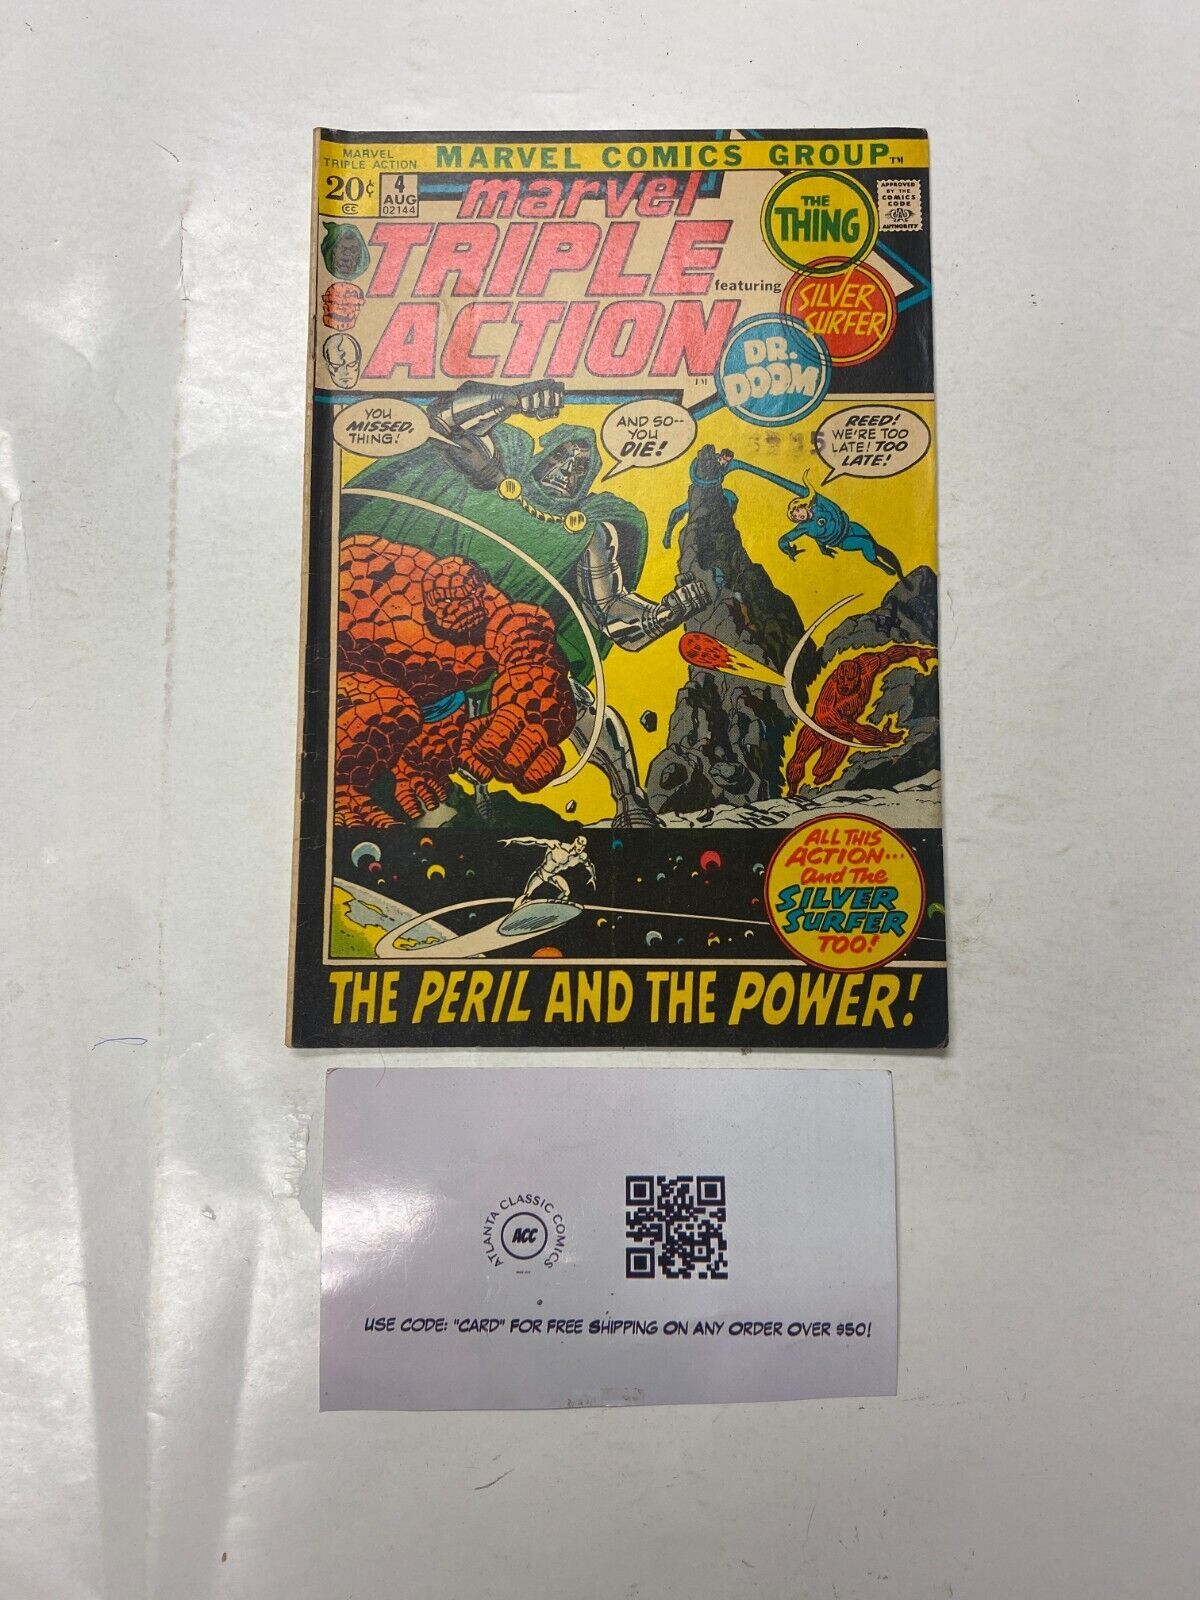 MARVEL
TRIPLE ACTION
MARVEL COMICS GROUP TM
20¢
CC
4
AUG
02144
marvel
TRIPLE
ACTION
TM
featuring
THE
THING
SILVER
SURFER
DR.
DOOM
APPROVED
BY THE
COMICS
CODE
AUTHORITY
YOU
MISSED,
THING!
AND SO--
YOU
DIE!
REED!
WE'RE TOO
LATE! TOO
LATE!
ALL THIS
ACTION...
and the
SILVER
SURFER
TOO!
THE PERIL AND THE POWER!
ATLANTA CLASSIC COMICS
ACC
USE CODE: "CARD" FOR FREE SHIPPING ON ANY ORDER OVER $50!